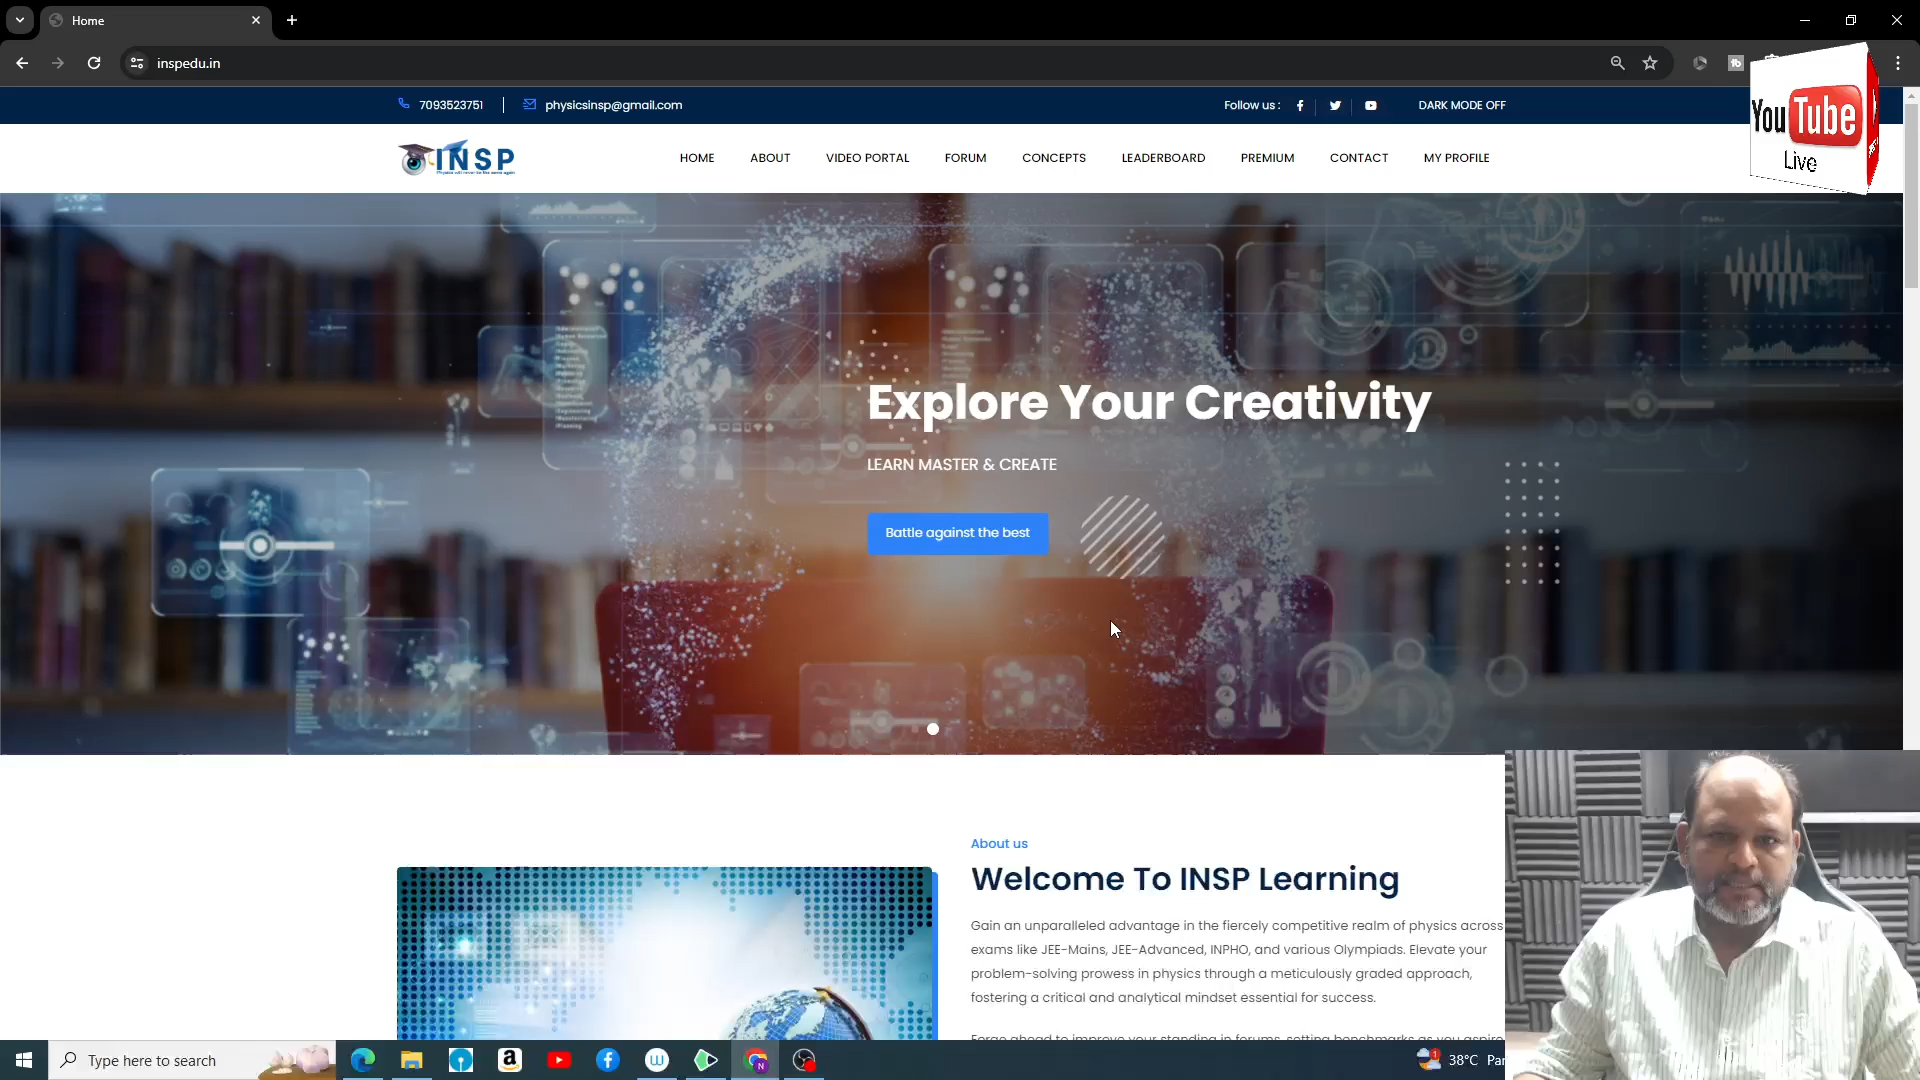 Home
inspedu.in
7093523751
physicsinsp@gmail.com
Follow us :
DARK MODE OFF
INSP
HOME
ABOUT
VIDEO PORTAL
FORUM
CONCEPTS
LEADERBOARD
PREMIUM
CONTACT
MY PROFILE
YouTube
Live
Explore Your Creativity
LEARN MASTER & CREATE
Battle against the best
About us
Welcome To INSP Learning
Gain an unparalleled advantage in the fiercely competitive realm of physics across
exams like JEE-Mains, JEE-Advanced, INPHO, and various Olympiads. Elevate your
problem-solving prowess in physics through a meticulously graded approach,
fostering a critical and analytical mindset essential for success.
Forge ahead to improve your standing in forums, setting benchmarks as you aspire
Type here to search
38°C